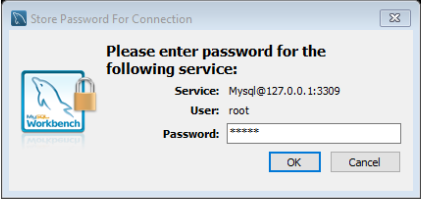 Store Password For Connection
Please enter password for the
following service:
Service: Mysql@127.0.0.1:3309
User: root
Password: *****
MySQL
Workbench
OK Cancel